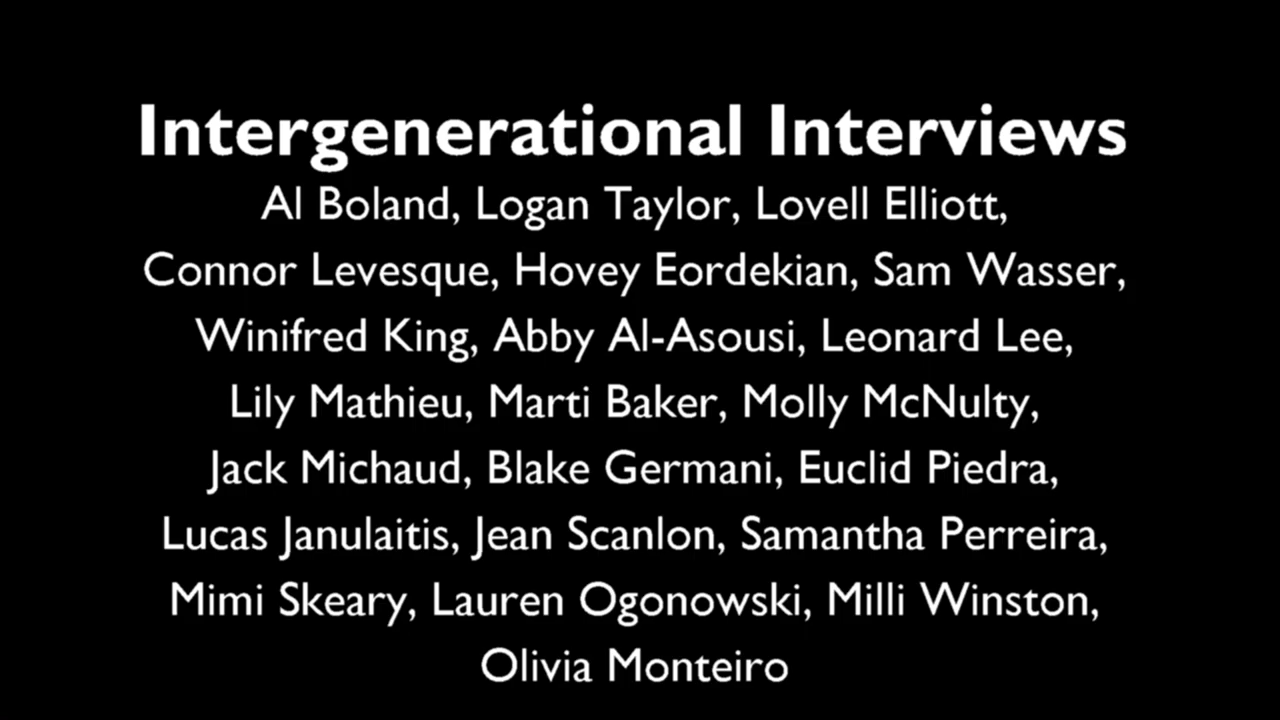 Intergenerational Interviews
Al Boland, Logan Taylor, Lovell Elliott,
Connor Levesque, Hovey Eordekian, Sam Wasser,
Winifred King, Abby Al-Asousi, Leonard Lee,
Lily Mathieu, Marti Baker, Molly McNulty,
Jack Michaud, Blake Germani, Euclid Piedra,
Lucas Janulaitis, Jean Scanlon, Samantha Perreira,
Mimi Skeary, Lauren Ogonowski, Milli Winston,
Olivia Monteiro